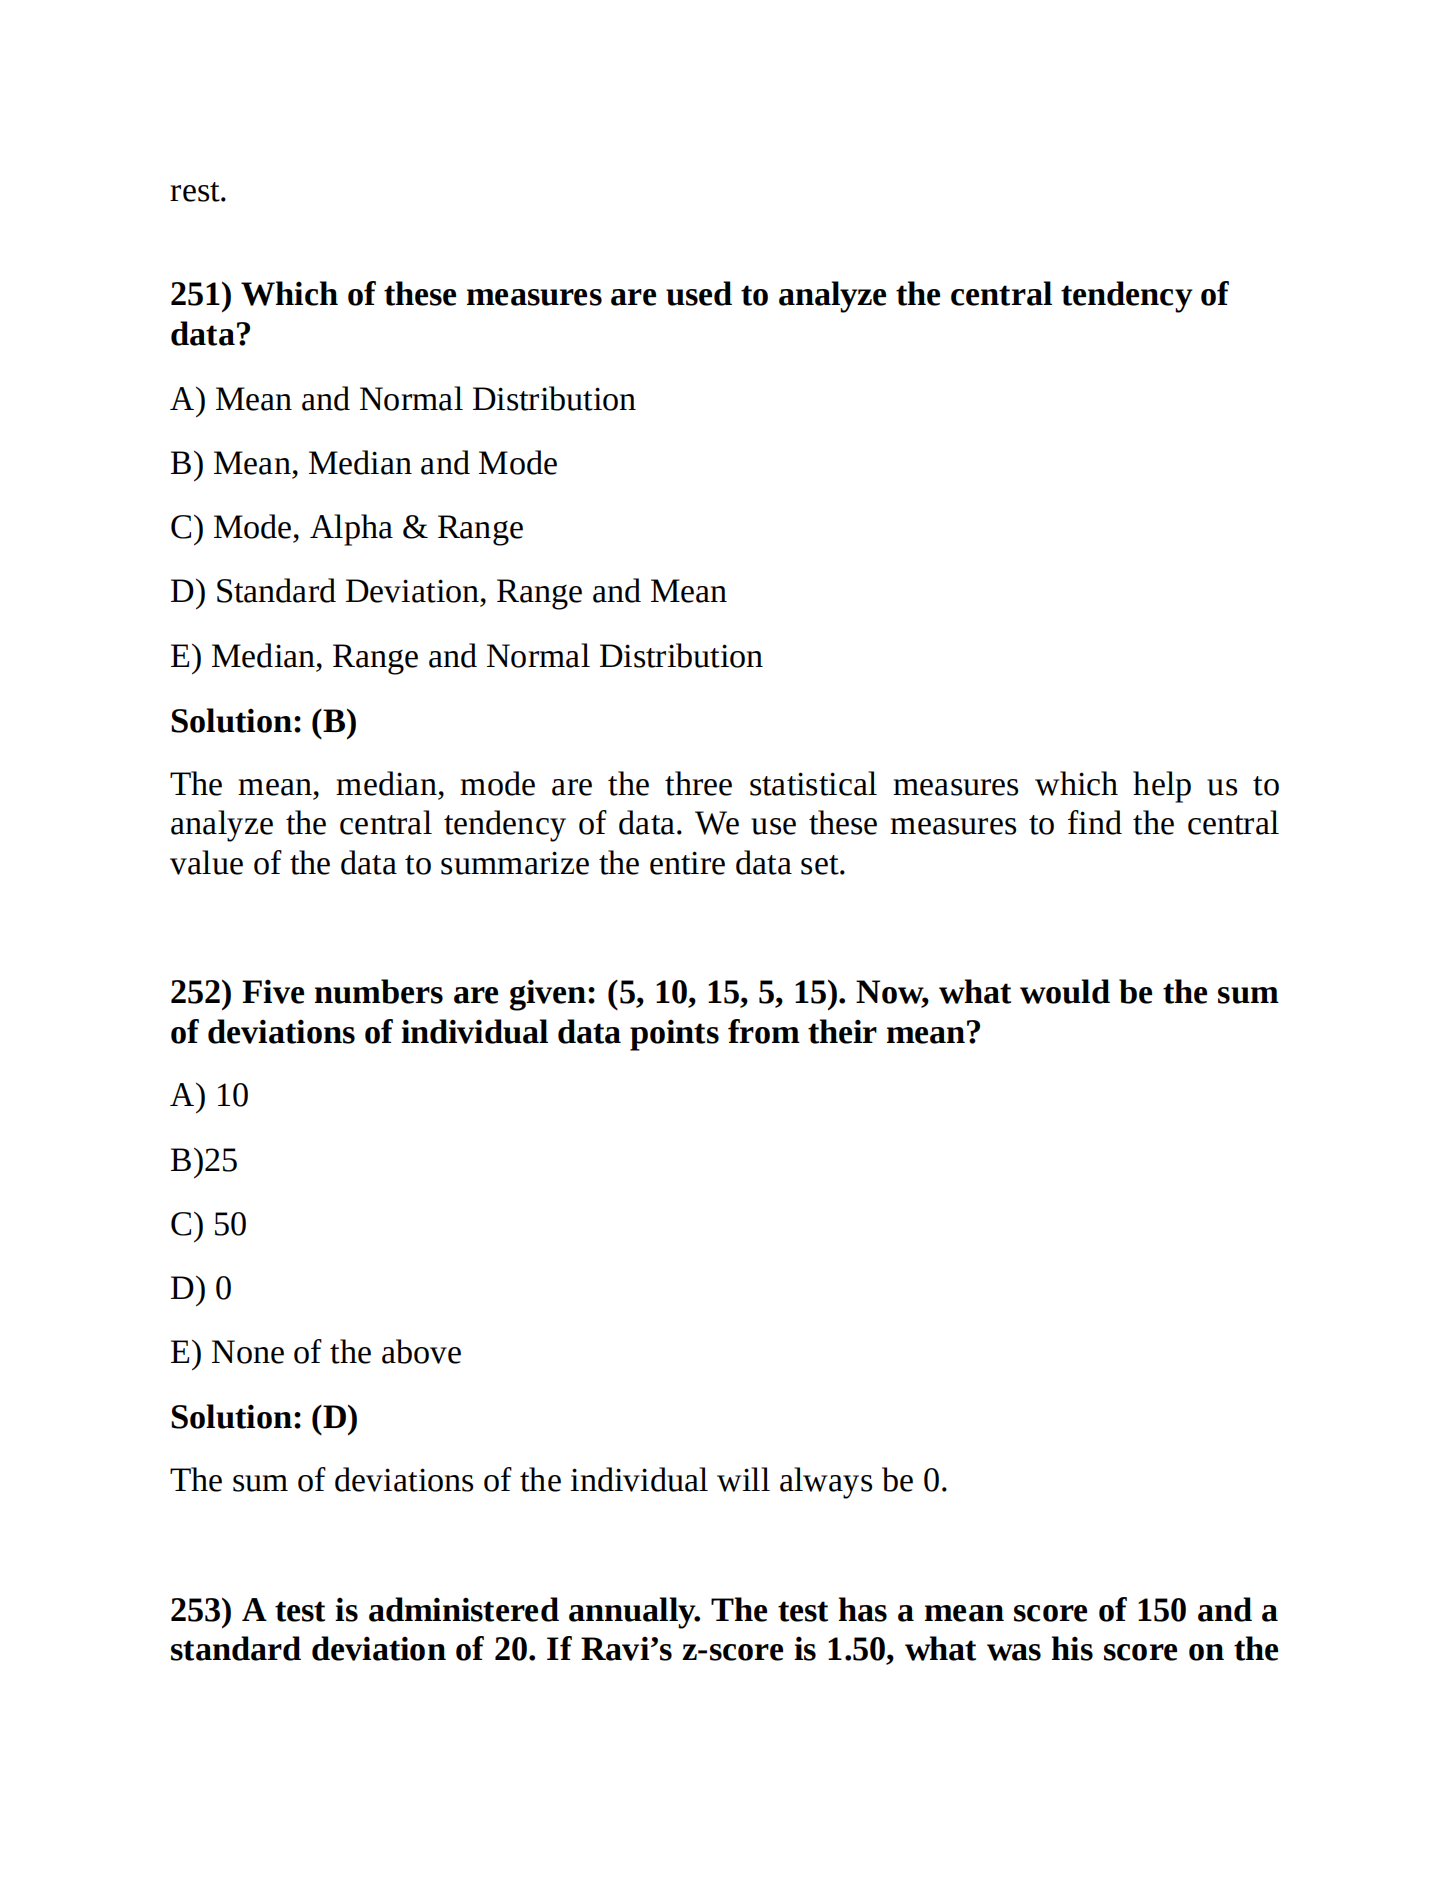 rest.
251) Which of these measures are used to analyze the central tendency of
data?
A) Mean and Normal Distribution
B) Mean, Median and Mode
C) Mode, Alpha & Range
D) Standard Deviation, Range and Mean
E) Median, Range and Normal Distribution
Solution: (B)
The mean, median, mode are the three statistical measures which help us to
analyze the central tendency of data. We use these measures to find the central
value of the data to summarize the entire data set.
252) Five numbers are given: (5, 10, 15, 5, 15). Now, what would be the sum
of deviations of individual data points from their mean?
A) 10
B)25
C) 50
D) 0
E) None of the above
Solution: (D)
The sum of deviations of the individual will always be 0.
253) A test is administered annually. The test has a mean score of 150 and a
standard deviation of 20. If Ravi’s z-score is 1.50, what was his score on the